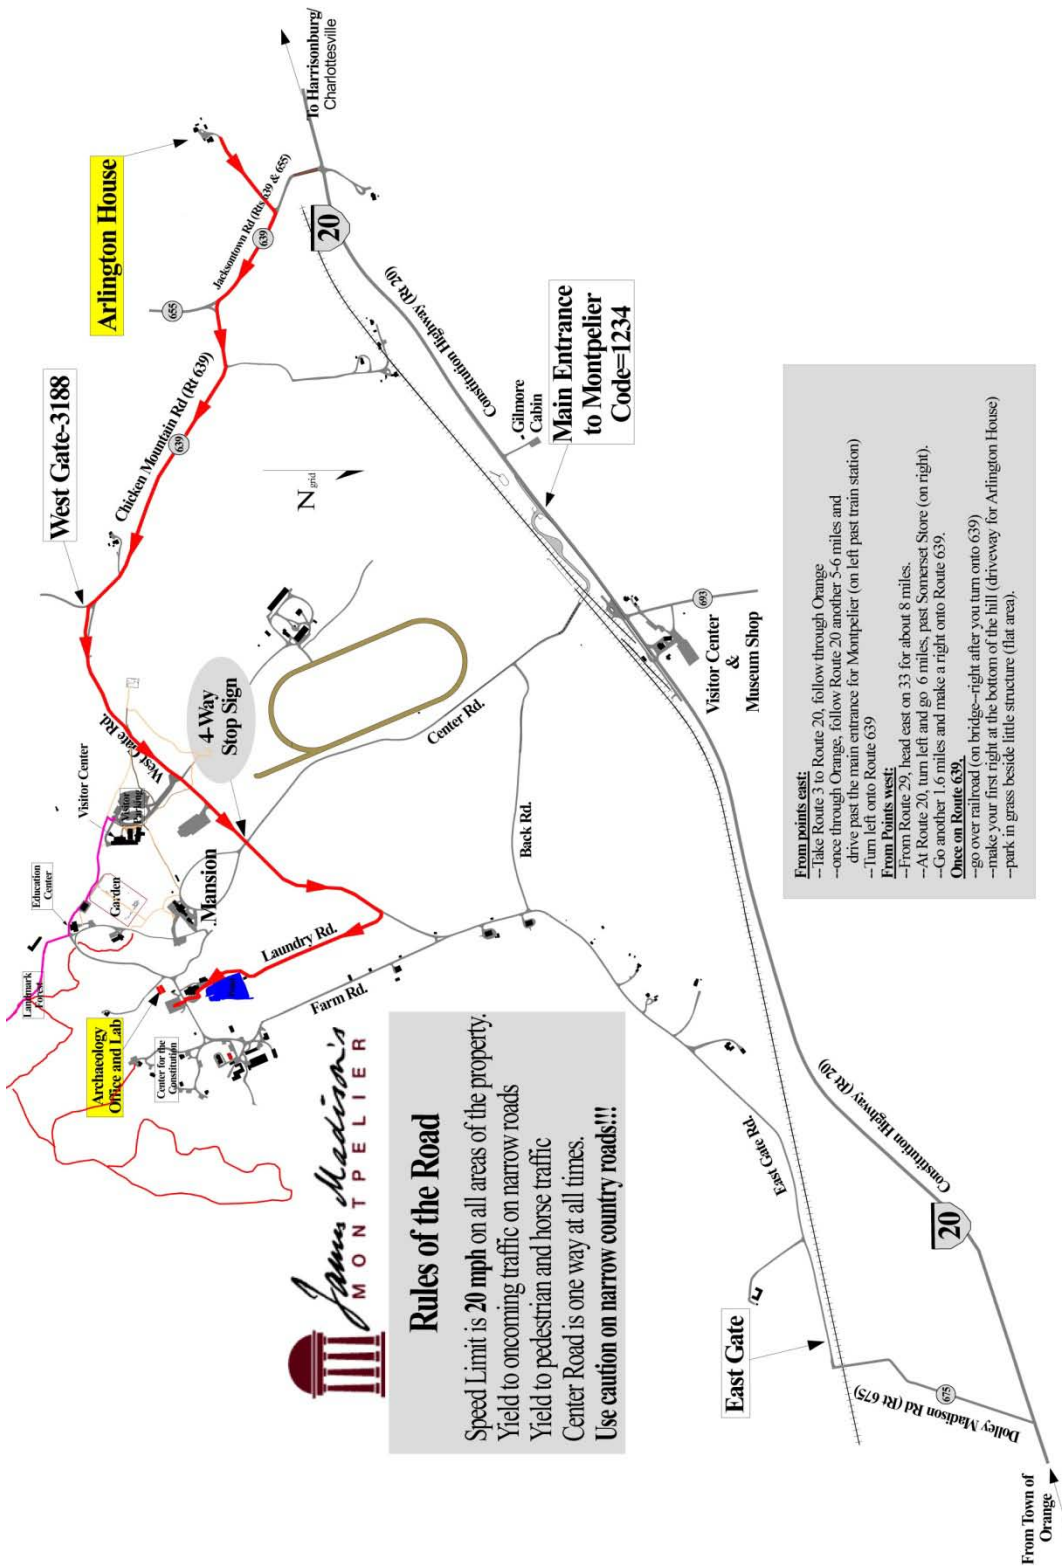 To Harrisonburg/
Charlottesville
Arlington House
Jacksontown Rd (Rts 639 & 655)
639
655
20
West Gate-3188
Chicken Mountain Rd (Rt 639)
639
Constitution Highway (Rt 20)
Gilmore
Cabin
Main Entrance
to Montpelier
Code=1234
N grid
4-Way
Stop Sign
West Gate Rd.
Visitor Center
Visitor
Parking
Education
Center
Garden
Mansion
Landmark
Forest
Laundry Rd.
Center Rd.
Back Rd.
Farm Rd.
693
Visitor Center
&
Museum Shop
Archaeology
Office and Lab
Center for the
Constitution
James Madison's
MONTPELIER
Rules of the Road
Speed Limit is 20 mph on all areas of the property.
Yield to oncoming traffic on narrow roads
Yield to pedestrian and horse traffic
Center Road is one way at all times.
Use caution on narrow country roads!!!
From points east:
--Take Route 3 to Route 20, follow through Orange
--once through Orange, follow Route 20 another 5-6 miles and
drive past the main entrance for Montpelier (on left past train station)
--Turn left onto Route 639
From Points west:
--From Route 29, head east on 33 for about 8 miles.
--At Route 20, turn left and go 6 miles, past Somerset Store (on right).
--Go another 1.6 miles and make a right onto Route 639.
Once on Route 639,
--go over railroad (on bridge--right after you turn onto 639)
--make your first right at the bottom of the hill (driveway for Arlington House)
--park in grass beside little structure (flat area).
East Gate Rd.
Constitution Highway (Rt 20)
20
East Gate
Dolley Madison Rd (Rt 675)
675
From Town of
Orange